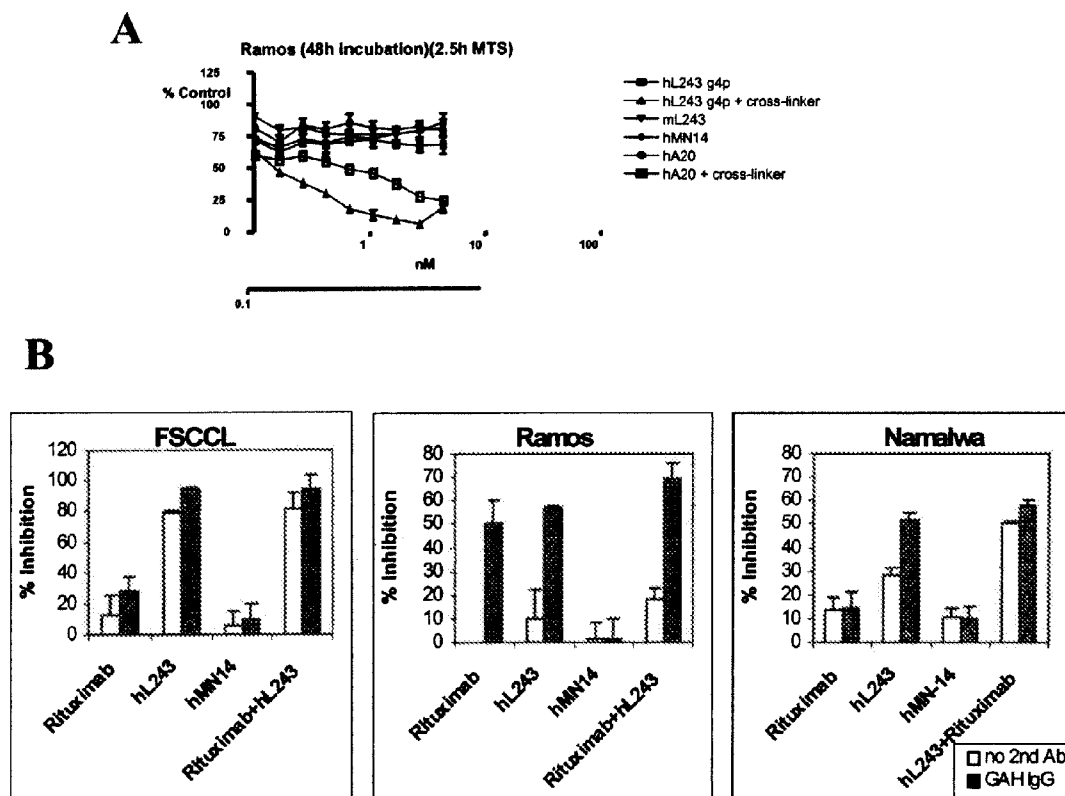 A
Ramos (48h incubation)(2.5h MTS)
% Control
125
100
75
50
25
0
1
10
100
nM
0.1
hL243 g4p
hL243 g4p + cross-linker
mL243
hMN14
hA20
hA20 + cross-linker
B
FSCCL
% Inhibition
120
100
80
60
40
20
0
Rituximab
hL243
hMN14
Rituximab+hL243
Ramos
% Inhibition
80
70
60
50
40
30
20
10
0
Rituximab
hL243
hMN14
Rituximab+hL243
Namalwa
% Inhibition
80
70
60
50
40
30
20
10
0
Rituximab
hL243
hMN-14
hL243+Rituximab
no 2nd Ab
GAH IgG